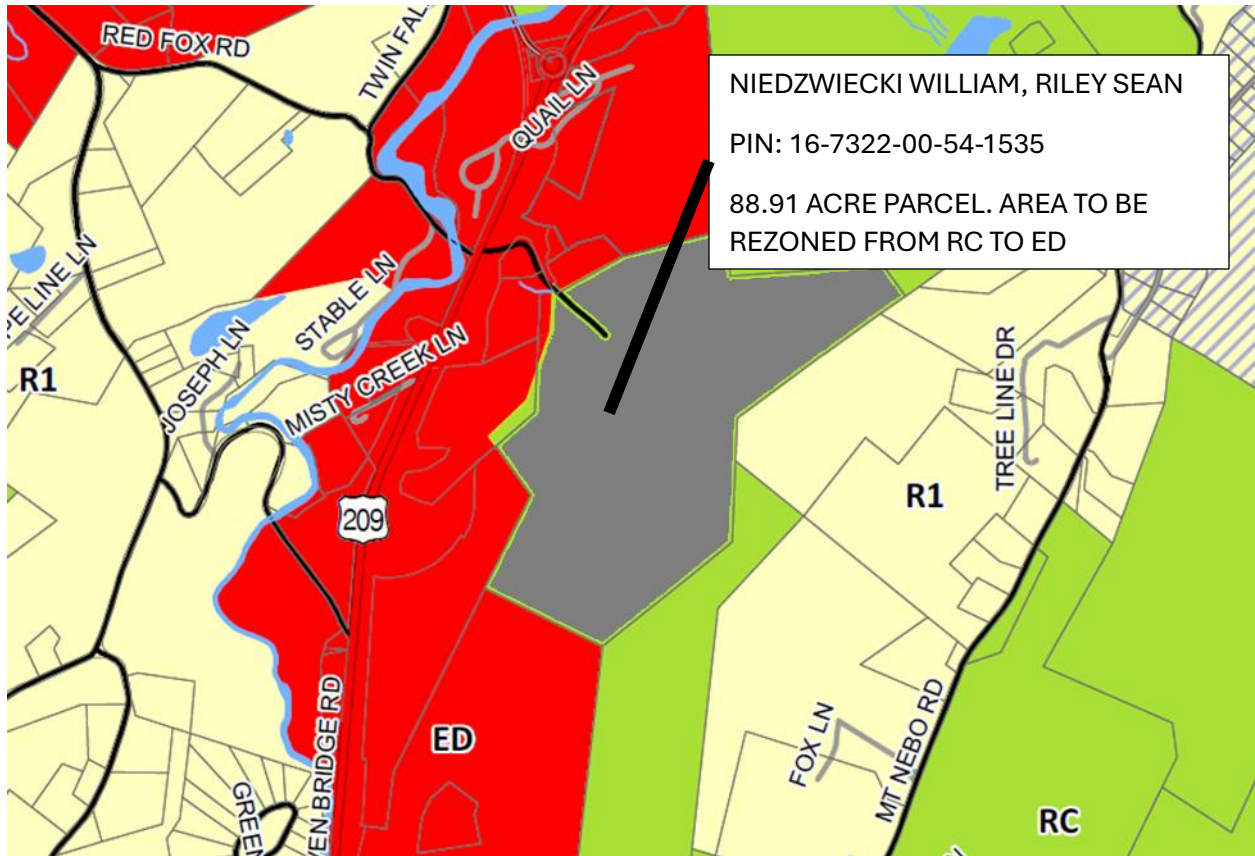 RED FOX RD
QUAIL LN
NIEDZWIECKI WILLIAM, RILEY SEAN
PIN: 16-7322-00-54-1535
88.91 ACRE PARCEL. AREA TO BE
REZONED FROM RC TO ED
STABLE LN
JOSEPH LN
MISTY CREEK LN
R1
TREE LINE DR
R1
209
ED
FOX LN
MT NEBO RD
BRIDGE RD
RC